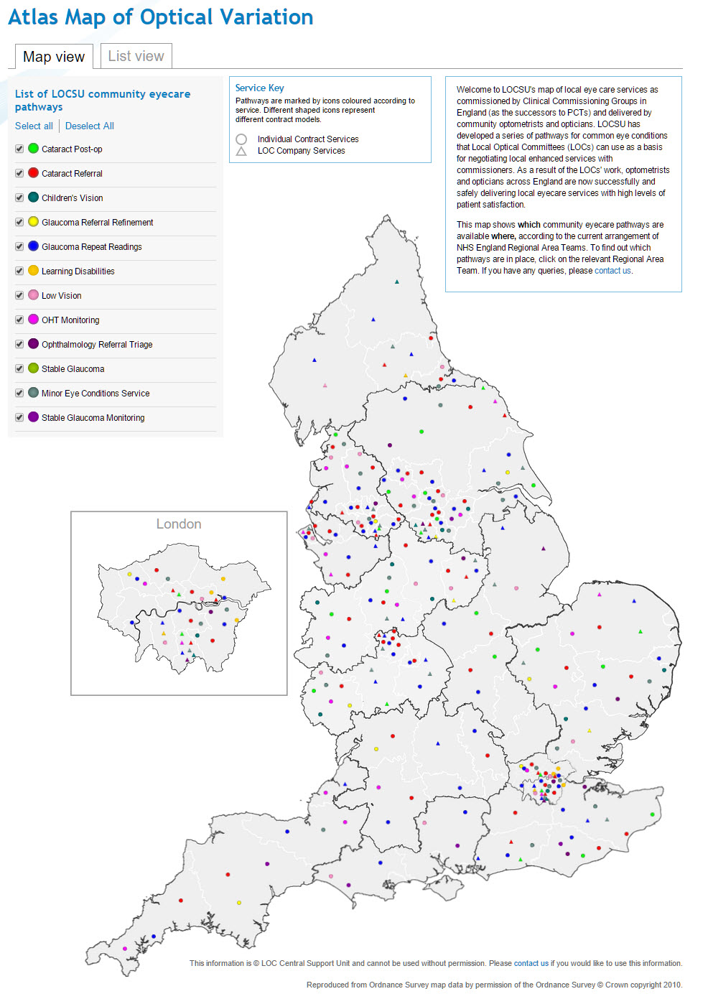 Atlas Map of Optical Variation
Map view
List view
List of LOCSU community eyecare
pathways
Select all
Deselect All
Cataract Post-op
Cataract Referral
Children's Vision
Glaucoma Referral Refinement
Glaucoma Repeat Readings
Learning Disabilities
Low Vision
OHT Monitoring
Ophthalmology Referral Triage
Stable Glaucoma
Minor Eye Conditions Service
Stable Glaucoma Monitoring
Service Key
Pathways are marked by icons coloured according to
service. Different shaped icons represent
different contract models.
Individual Contract Services
LOC Company Services
Welcome to LOCSU's map of local eye care services as
commissioned by Clinical Commissioning Groups in
England (as the successors to PCTs) and delivered by
community optometrists and opticians. LOCSU has
developed a series of pathways for common eye conditions
that Local Optical Committees (LOCs) can use as a basis
for negotiating local enhanced services with
commissioners. As a result of the LOCs' work, optometrists
and opticians across England are now successfully and
safely delivering local eyecare services with high levels of
patient satisfaction.
This map shows which community eyecare pathways are
available where, according to the current arrangement of
NHS England Regional Area Teams. To find out which
pathways are in place, click on the relevant Regional Area
Team. If you have any queries, please contact us.
London
This information is © LOC Central Support Unit and cannot be used without permission. Please contact us if you would like to use this information.
Reproduced from Ordnance Survey map data by permission of the Ordnance Survey © Crown copyright 2010.